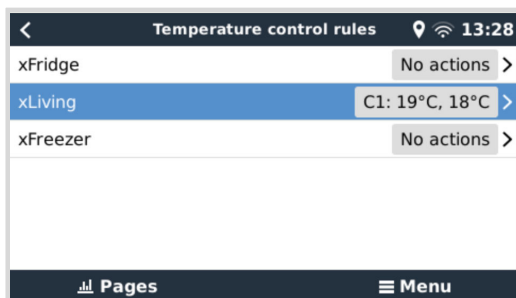 Temperature control rules 13:28
xFridge No actions
xLiving C1: 19°C, 18°C
xFreezer No actions
Pages Menu